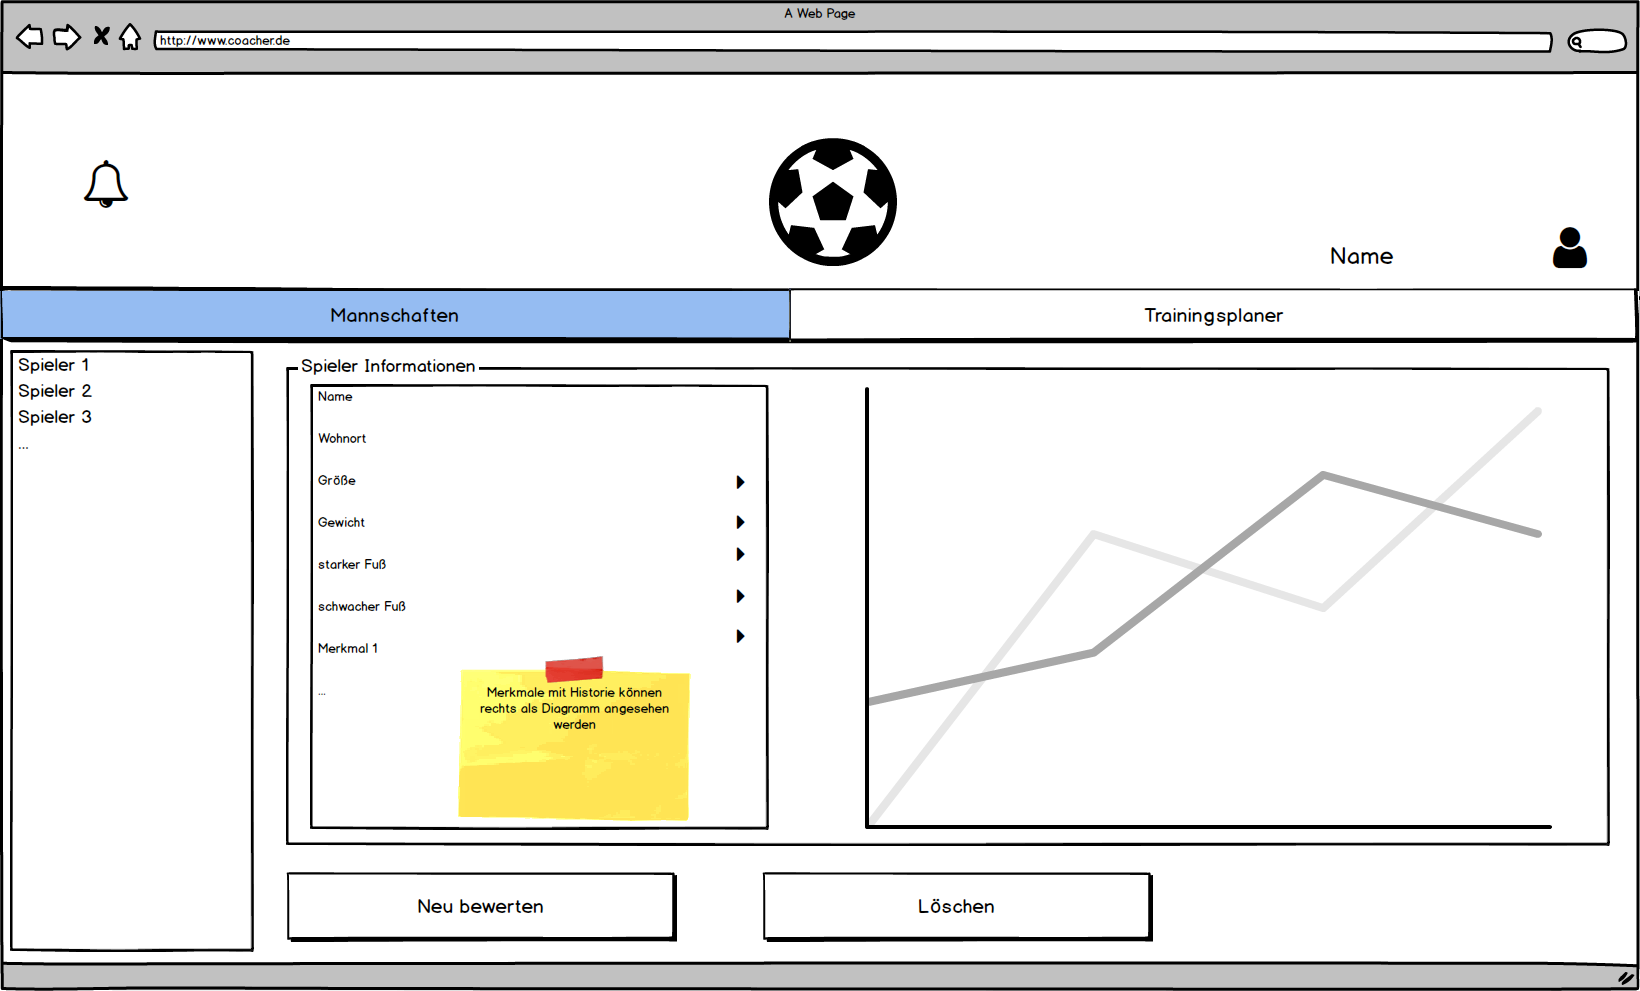 A Web Page
http://www.coacher.de
Name
Mannschaften
Trainingsplaner
Spieler 1
Spieler 2
Spieler 3
...
Spieler Informationen
Name
Wohnort
Größe
Gewicht
starker Fuß
schwacher Fuß
Merkmal 1
...
Merkmale mit Historie können
rechts als Diagramm angesehen
werden
Neu bewerten
Löschen